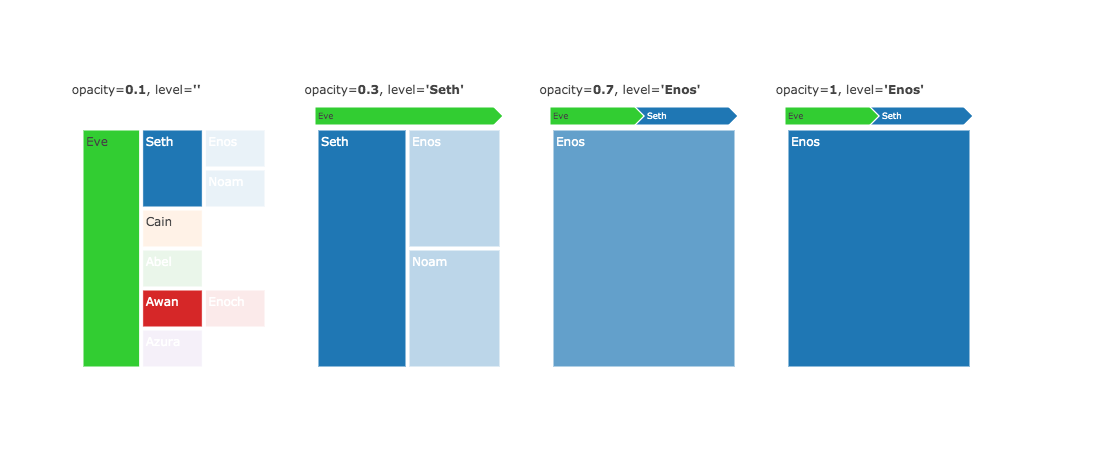 opacity=0.1, level=''
Eve
Seth
Enos
Noam
Cain
Abel
Awan
Enoch
Azura
opacity=0.3, level='Seth'
Eve
Seth
Enos
Noam
opacity=0.7, level='Enos'
Eve
Seth
Enos
opacity=1, level='Enos'
Eve
Seth
Enos